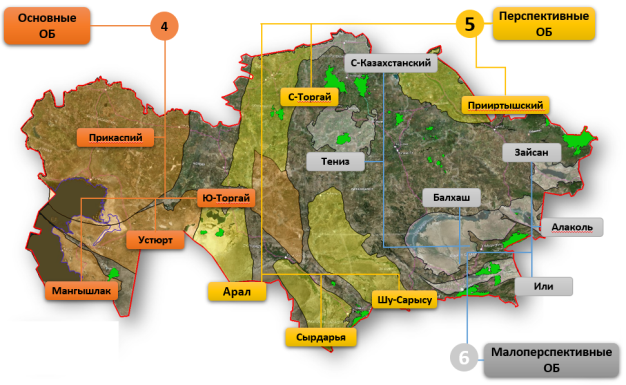 Основные
ОБ
4
5
Перспективные
ОБ
С-Казахстанский
С-Торгай
Прииртышский
Прикаспий
Тениз
Зайсан
Ю-Торгай
Балхаш
Устюрт
Алаколь
Мангышлак
Арал
Шу-Сарысу
Или
Сырдарья
6
Малоперспективные
ОБ